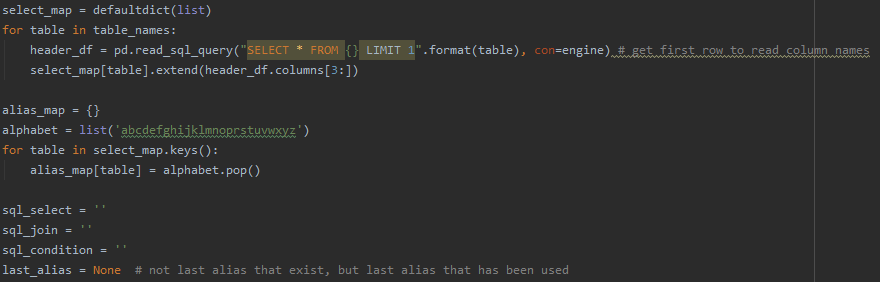 select_map = defaultdict(list)
for table in table_names:
    header_df = pd.read_sql_query("SELECT * FROM {} LIMIT 1".format(table), con=engine) # get first row to read column names
    select_map[table].extend(header_df.columns[3:])

alias_map = {}
alphabet = list('abcdefghijklmnoprstuvwxyz')
for table in select_map.keys():
    alias_map[table] = alphabet.pop()

sql_select = ''
sql_join = ''
sql_condition = ''
last_alias = None  # not last alias that exist, but last alias that has been used